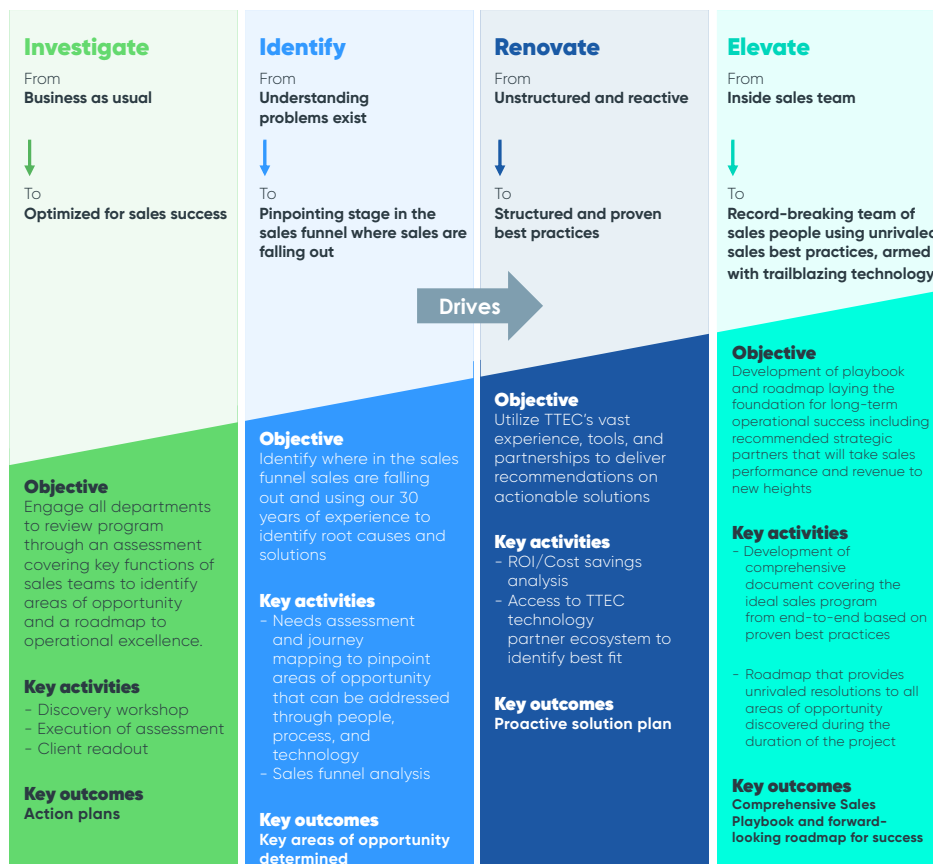 Investigate
From
Business as usual
To
Optimized for sales success
Objective
Engage all departments
to review program
through an assessment
covering key functions of
sales teams to identify
areas of opportunity
and a roadmap to
operational excellence.
Key activities
- Discovery workshop
- Execution of assessment
- Client readout
Key outcomes
Action plans
Identify
From
Understanding
problems exist
To
Pinpointing stage in the
sales funnel where sales are
falling out
Drives
Objective
Identify where in the sales
funnel sales are falling
out and using our 30
years of experience to
identify root causes and
solutions
Key activities
- Needs assessment
and journey
mapping to pinpoint
areas of opportunity
that can be addressed
through people,
process, and
technology
- Sales funnel analysis
Key outcomes
Key areas of opportunity
determined
Renovate
From
Unstructured and reactive
To
Structured and proven
best practices
Objective
Utilize TTEC's vast
experience, tools, and
partnerships to deliver
recommendations on
actionable solutions
Key activities
- ROI/Cost savings
analysis
- Access to TTEC
technology
partner ecosystem to
identify best fit
Key outcomes
Proactive solution plan
Elevate
From
Inside sales team
To
Record-breaking team of
sales people using unrivaled
sales best practices, armed
with trailblazing technology
Objective
Development of playbook
and roadmap laying the
foundation for long-term
operational success including
recommended strategic
partners that will take sales
performance and revenue to
new heights
Key activities
- Development of
comprehensive
document covering the
ideal sales program
from end-to-end based on
proven best practices
- Roadmap that provides
unrivaled resolutions to all
areas of opportunity
discovered during the
duration of the project
Key outcomes
Comprehensive Sales
Playbook and forward-
looking roadmap for success